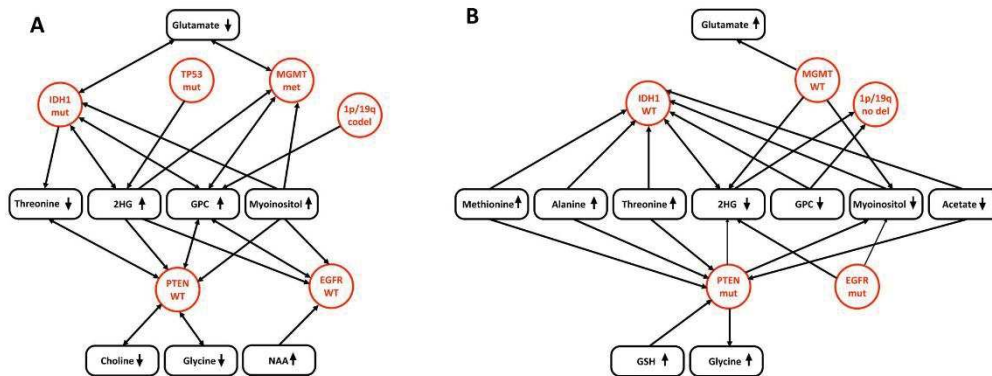 A
Glutamate
IDH1
mut
TP53
mut
MGMT
met
1p/19q
codel
Threonine
2HG
GPC
Myoinositol
PTEN
WT
EGFR
WT
Choline
Glycine
NAA
B
Glutamate
MGMT
WT
IDH1
WT
1p/19q
no del
Methionine
Alanine
Threonine
2HG
GPC
Myoinositol
Acetate
PTEN
mut
EGFR
mut
GSH
Glycine